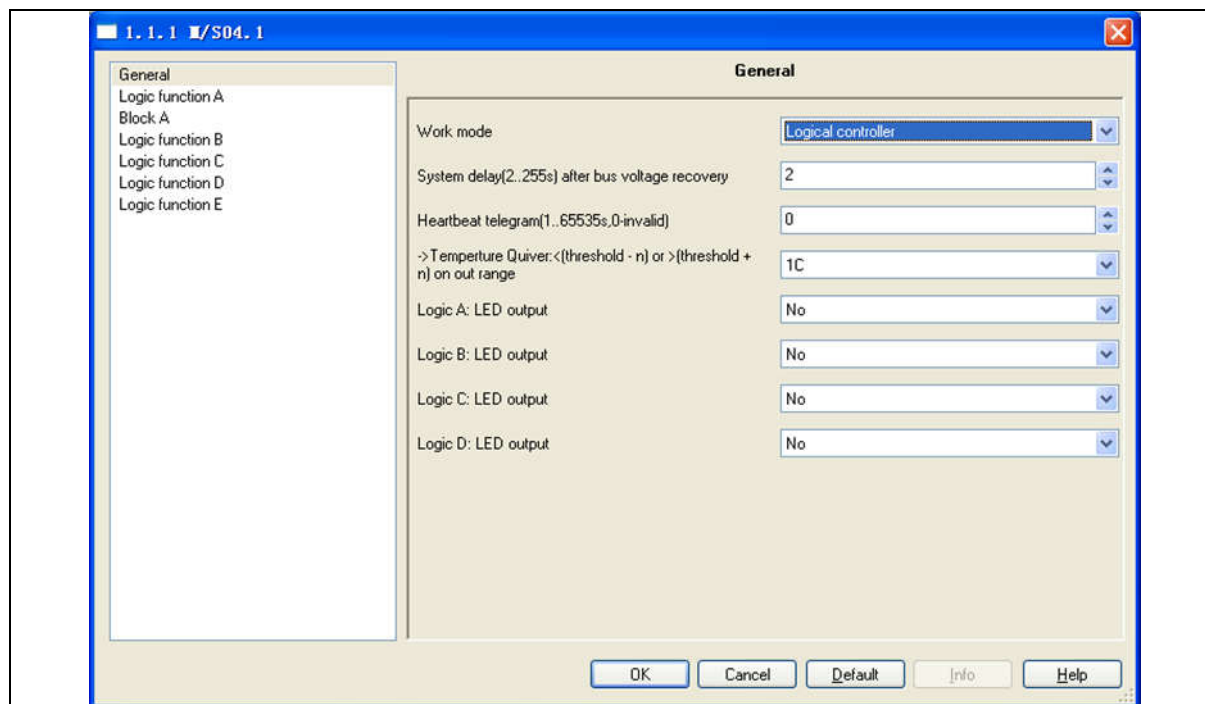 1.1.1 M/S04.1
General
Logic function A
Block A
Logic function B
Logic function C
Logic function D
Logic function E
General
Work mode
Logical controller
System delay(2..255s) after bus voltage recovery
2
Heartbeat telegram(1..65535s,0-invalid)
0
->Temperture Quiver:<(threshold - n) or >(threshold +
n) on out range
1C
Logic A: LED output
No
Logic B: LED output
No
Logic C: LED output
No
Logic D: LED output
No
OK
Cancel
Default
Info
Help